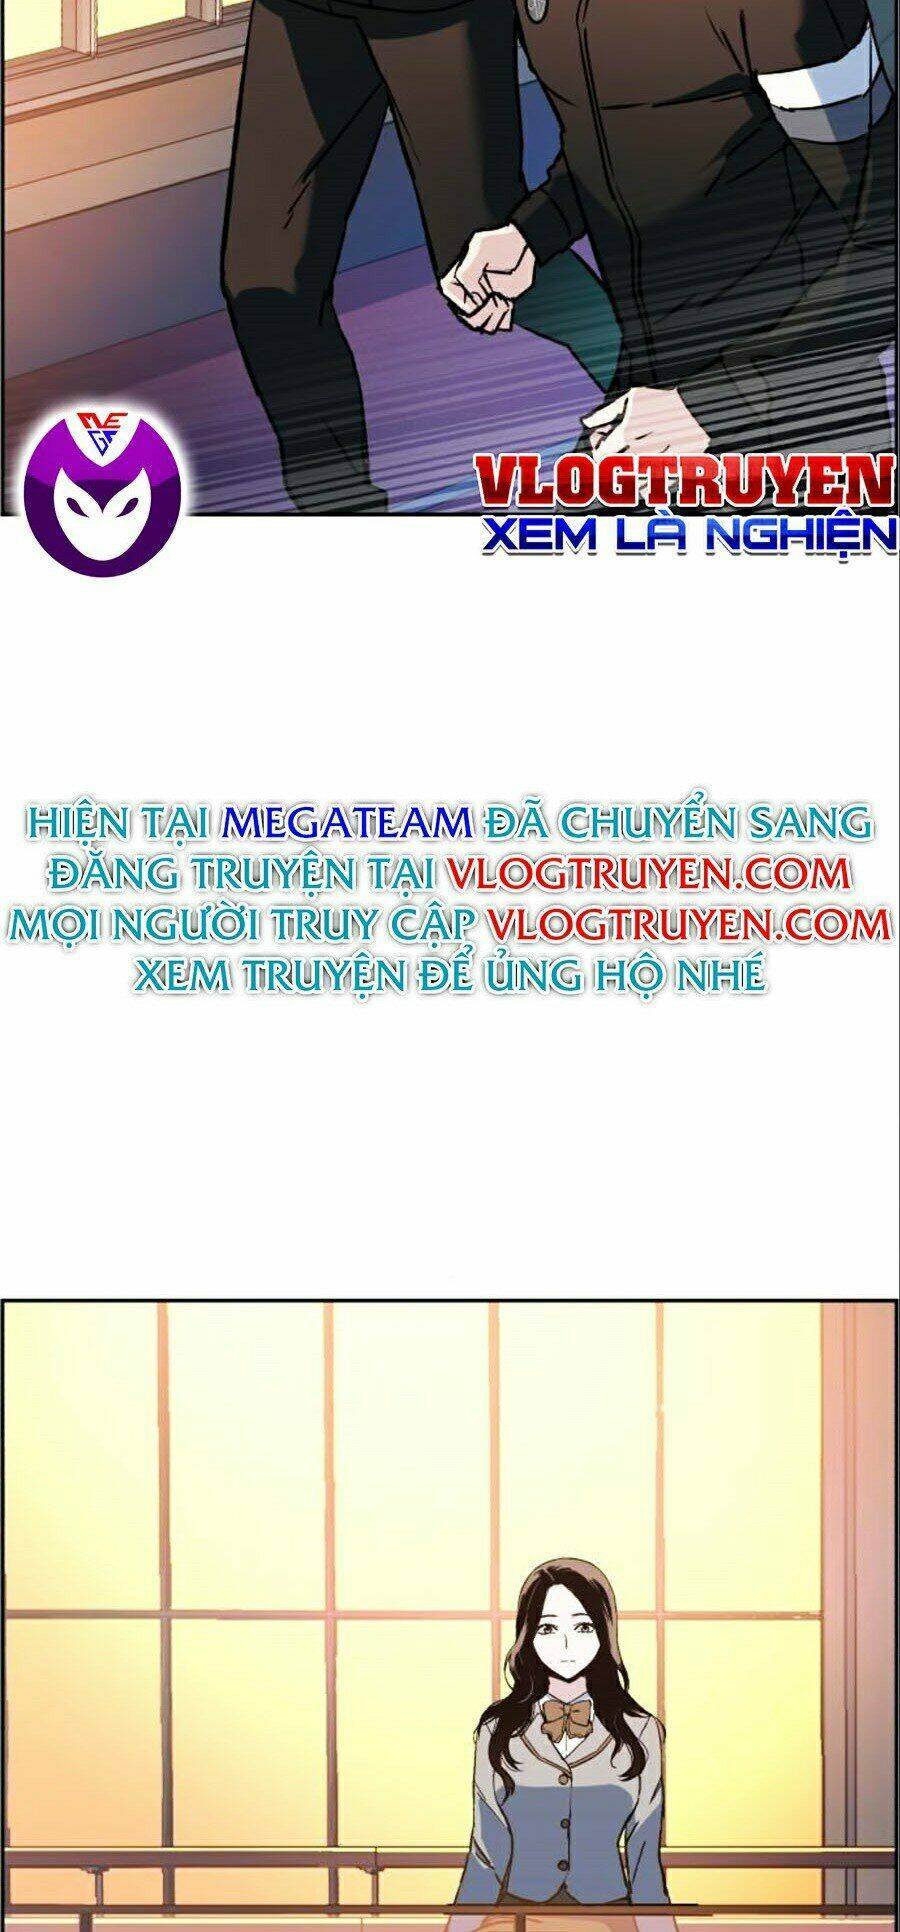 MEGA
VLOGTRUYEN
XEM LÀ NGHIỆN
HIỆN TẠI MEGATEAM ĐÃ CHUYỂN SANG
ĐĂNG TRUYỆN TẠI VLOGTRUYEN.COM
MỌI NGƯỜI TRUY CẬP VLOGTRUYEN.COM
XEM TRUYỆN ĐỂ ỦNG HỘ NHÉ